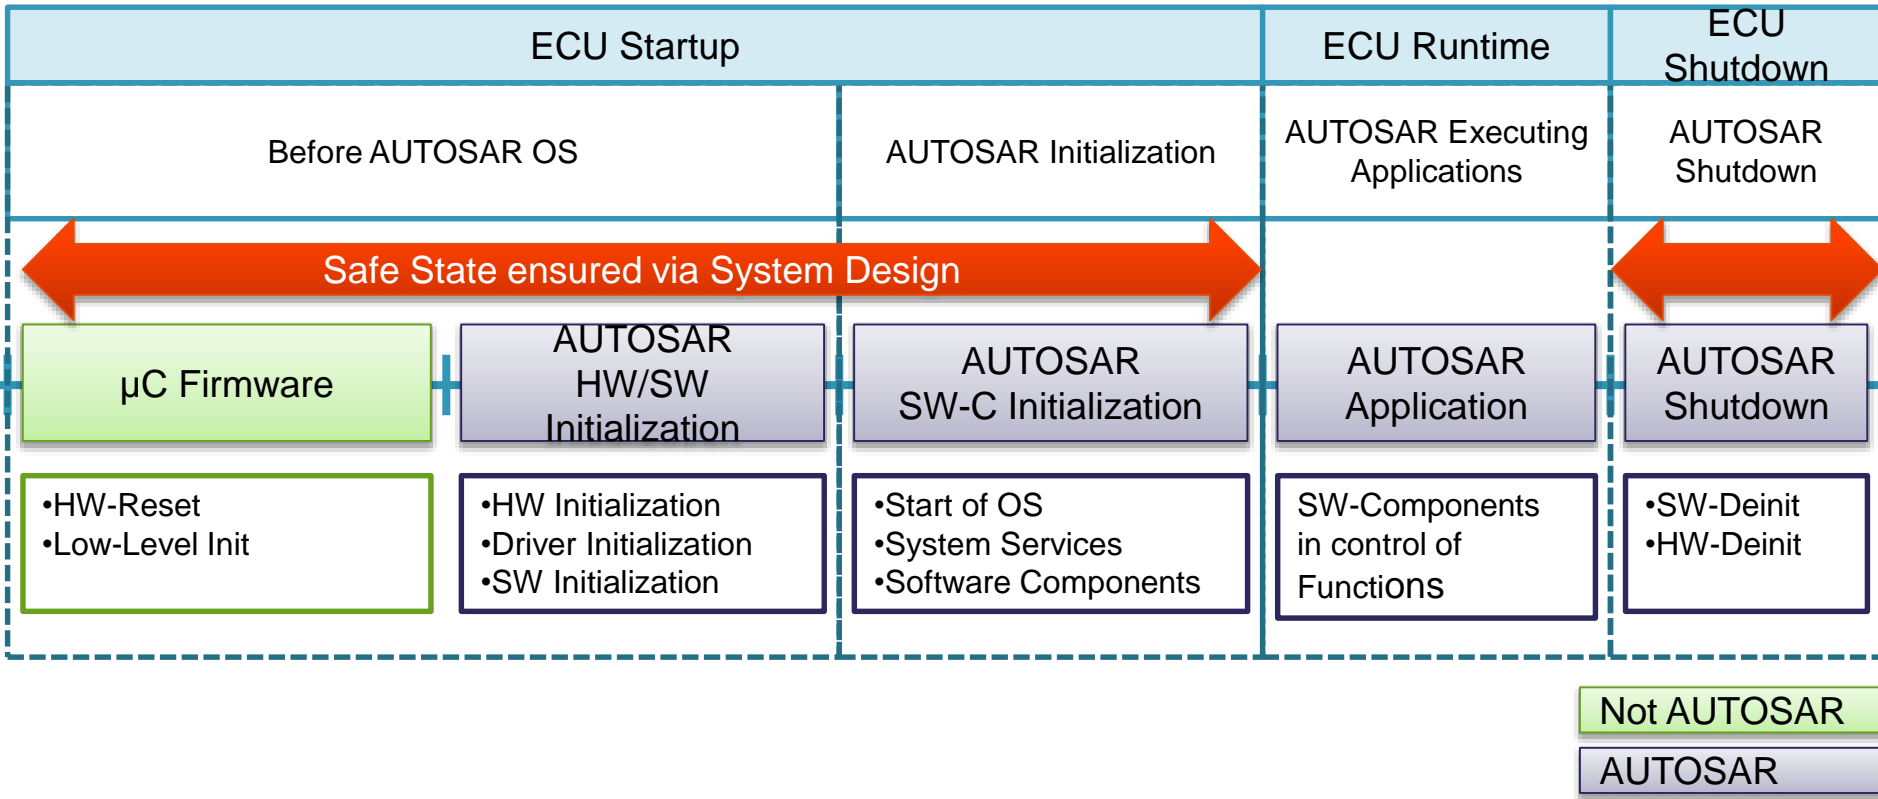 ECU Startup
ECU Runtime
ECU
Shutdown
Before AUTOSAR OS
AUTOSAR Initialization
AUTOSAR Executing
Applications
AUTOSAR
Shutdown
Safe State ensured via System Design
µC Firmware
AUTOSAR
HW/SW
Initialization
AUTOSAR
SW-C Initialization
AUTOSAR
Application
AUTOSAR
Shutdown
•HW-Reset
•Low-Level Init
•HW Initialization
•Driver Initialization
•SW Initialization
•Start of OS
•System Services
•Software Components
SW-Components
in control of
Functions
•SW-Deinit
•HW-Deinit
Not AUTOSAR
AUTOSAR